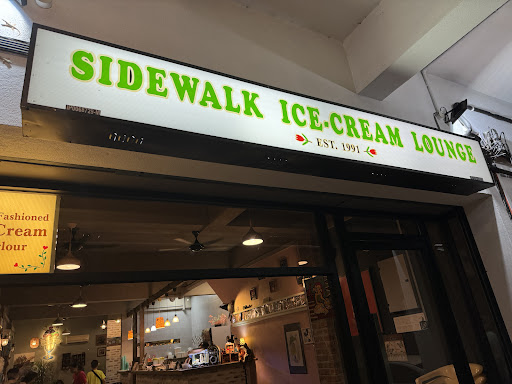 SIDEWALK ICE-CREAM LOUNGE
EST. 1991
Fashioned
Cream
lour